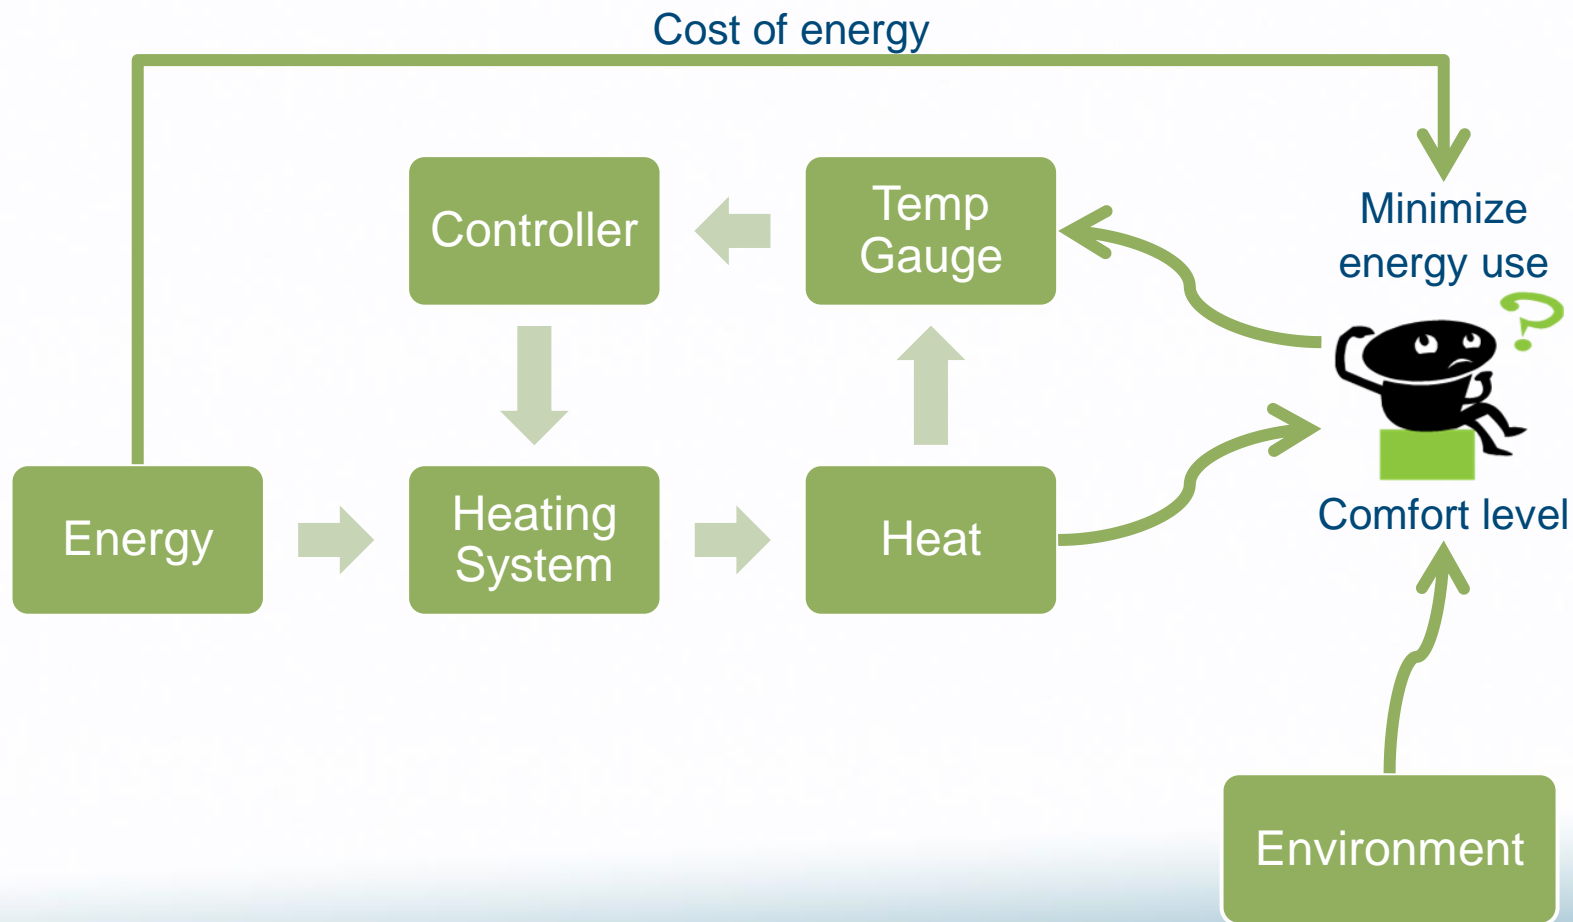 Cost of energy
Controller
Temp
Gauge
Minimize
energy use
?
Energy
Heating
System
Heat
Comfort level
Environment